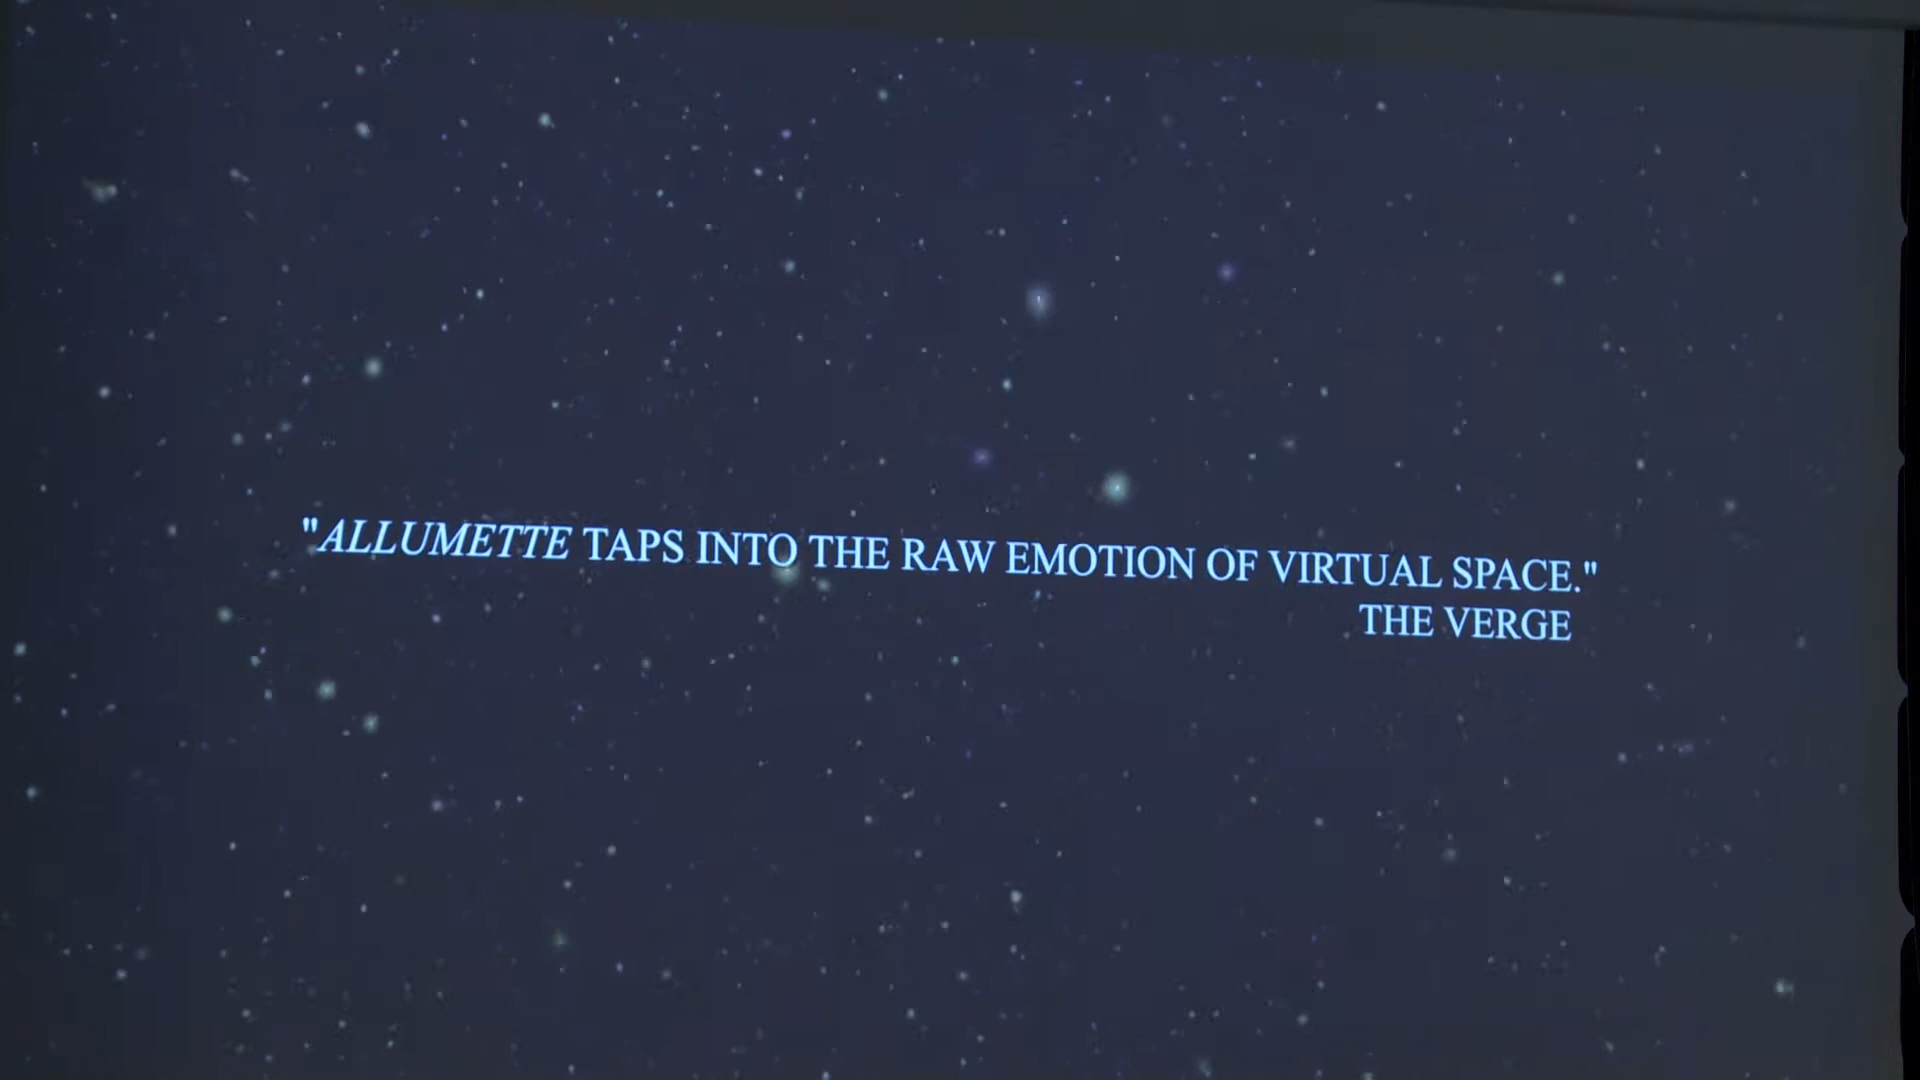 "ALLUMETTE TAPS INTO THE RAW EMOTION OF VIRTUAL SPACE."
THE VERGE